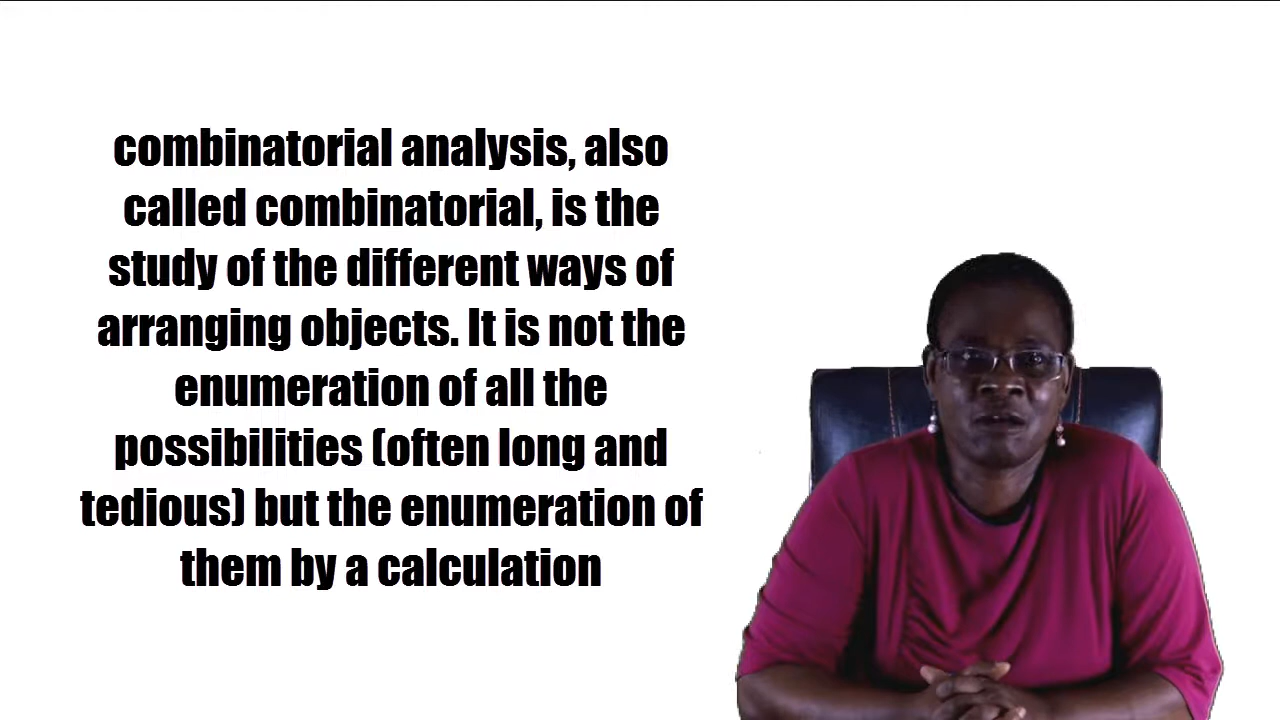 combinatorial analysis, also
called combinatorial, is the
study of the different ways of
arranging objects. It is not the
enumeration of all the
possibilities (often long and
tedious) but the enumeration of
them by a calculation